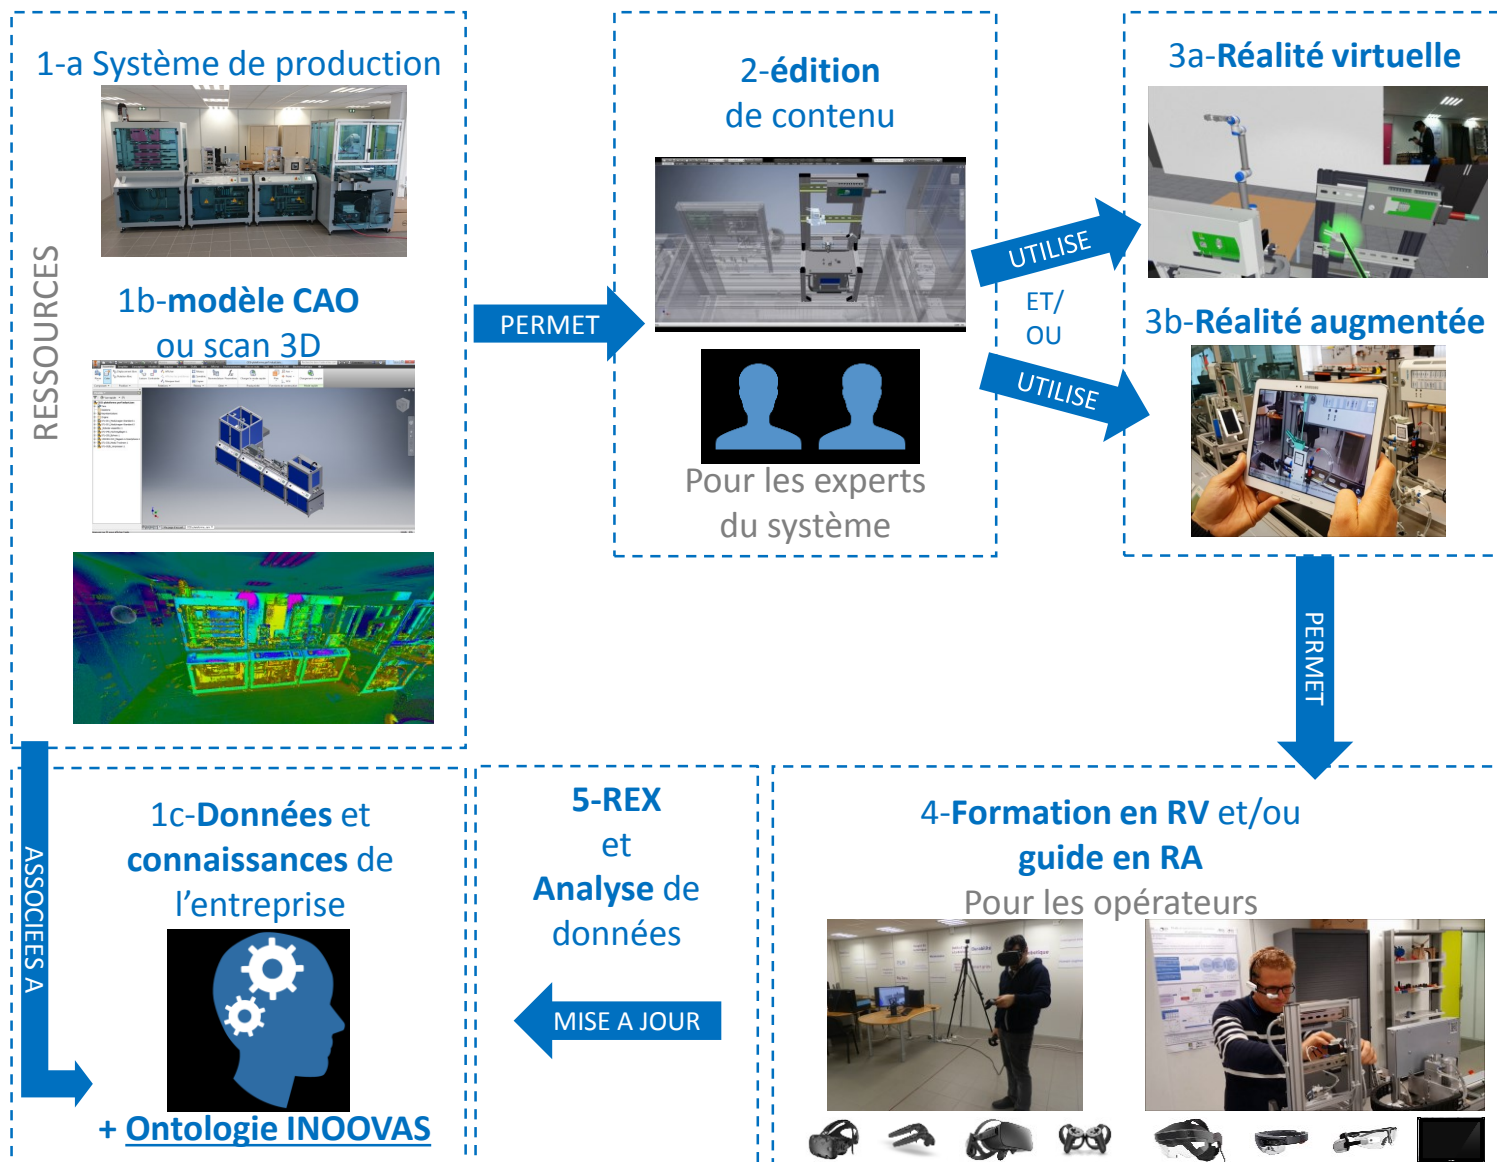 RESSOURCES
1-a Système de production
1b-modèle CAO
ou scan 3D
PERMET
2-édition
de contenu
Pour les experts
du système
UTILISE
ET/
OU
UTILISE
3a-Réalité virtuelle
3b-Réalité augmentée
PERMET
ASSOCIEES A
1c-Données et
connaissances de
l'entreprise
+ Ontologie INOOVAS
5-REX
et
Analyse de
données
MISE A JOUR
4-Formation en RV et/ou
guide en RA
Pour les opérateurs